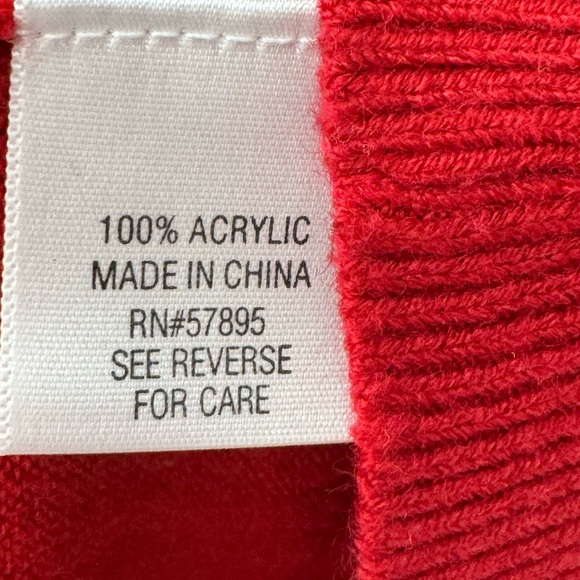 100% ACRYLIC
MADE IN CHINA
RN#57895
SEE REVERSE
FOR CARE